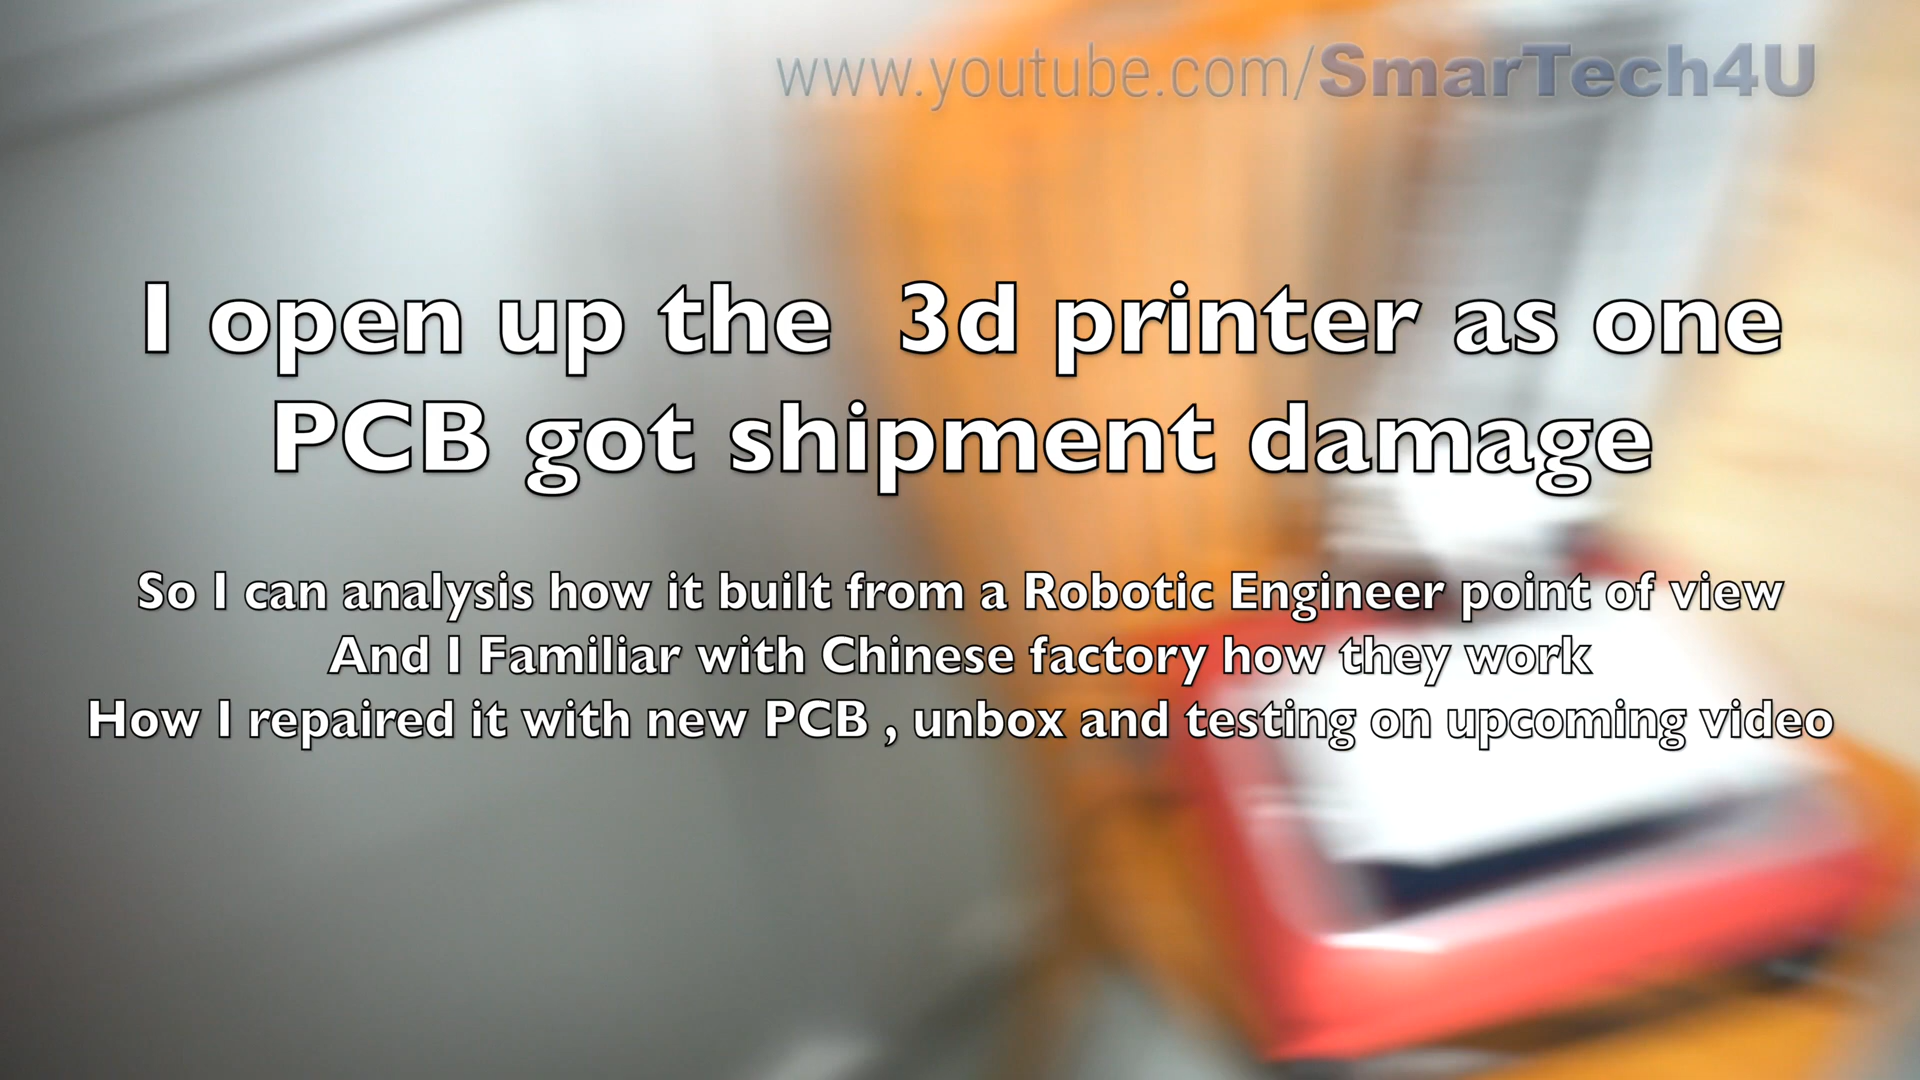 www.youtube.com/SmarTech4U
I open up the 3d printer as one
PCB got shipment damage
So I can analysis how it built from a Robotic Engineer point of view
And I Familiar with Chinese factory how they work
How I repaired it with new PCB , unbox and testing on upcoming video